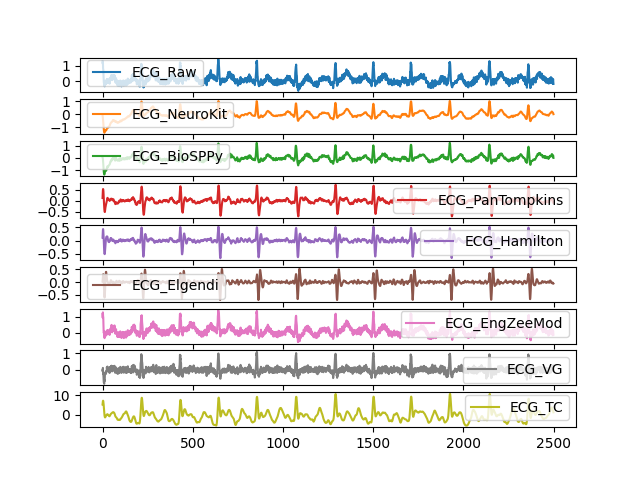 1
0
ECG_Raw
1
0
−1
ECG_NeuroKit
1
0
−1
ECG_BioSPPy
0.5
0.0
−0.5
ECG_PanTompkins
0.5
0.0
−0.5
ECG_Hamilton
0.5
0.0
−0.5
ECG_Elgendi
1
0
ECG_EngZeeMod
1
0
ECG_VG
10
0
ECG_TC
0 500 1000 1500 2000 2500